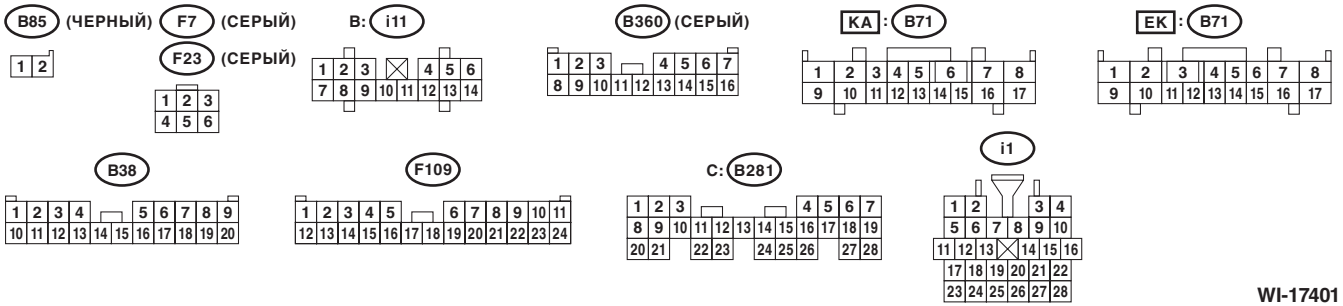 B85 (ЧЕРНЫЙ) F7 (СЕРЫЙ) B: i11 B360 (СЕРЫЙ) KA : B71 EK : B71
F23 (СЕРЫЙ)
1 2
1 2 3
4 5 6
1 2 3 4 5 6
7 8 9 10 11 12 13 14
1 2 3 4 5 6 7
8 9 10 11 12 13 14 15 16
1 2 3 4 5 6 7 8
9 10 11 12 13 14 15 16 17
1 2 3 4 5 6 7 8
9 10 11 12 13 14 15 16 17
B38 F109 C: B281 i1
1 2 3 4 5 6 7 8 9
10 11 12 13 14 15 16 17 18 19 20
1 2 3 4 5 6 7 8 9 10 11
12 13 14 15 16 17 18 19 20 21 22 23 24
1 2 3 4 5 6 7
8 9 10 11 12 13 14 15 16 17 18 19
20 21 22 23 24 25 26 27 28
1 2 3 4
5 6 7 8 9 10
11 12 13 14 15 16
17 18 19 20 21 22
23 24 25 26 27 28
WI-17401